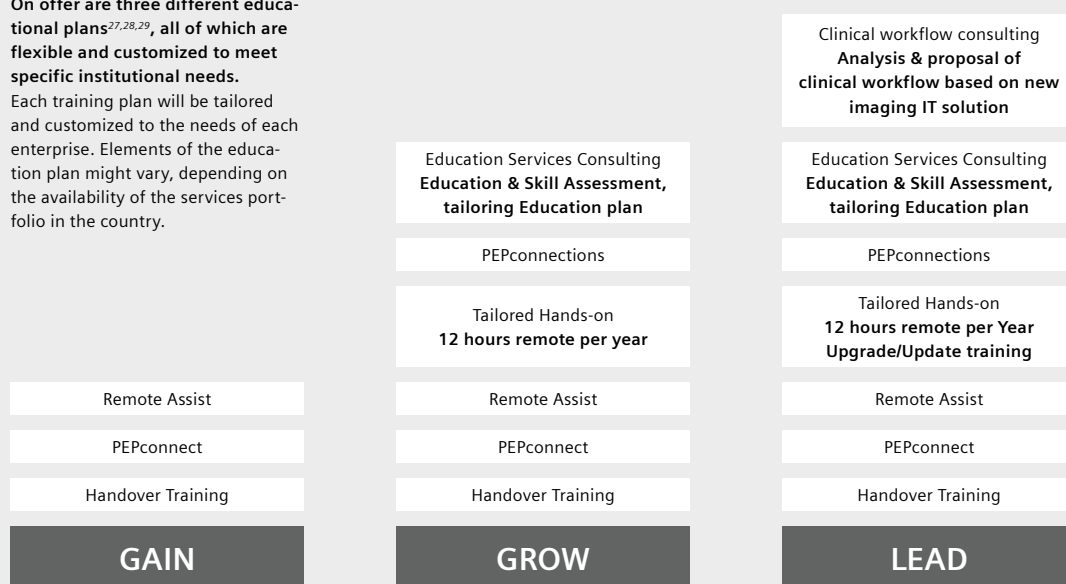 On offer are three different educa-
tional plans27,28,29, all of which are
flexible and customized to meet
specific institutional needs.
Each training plan will be tailored
and customized to the needs of each
enterprise. Elements of the educa-
tion plan might vary, depending on
the availability of the services port-
folio in the country.
Remote Assist
PEPconnect
Handover Training
GAIN
Education Services Consulting
Education & Skill Assessment,
tailoring Education plan
PEPconnections
Tailored Hands-on
12 hours remote per year
Remote Assist
PEPconnect
Handover Training
GROW
Clinical workflow consulting
Analysis & proposal of
clinical workflow based on new
imaging IT solution
Education Services Consulting
Education & Skill Assessment,
tailoring Education plan
PEPconnections
Tailored Hands-on
12 hours remote per Year
Upgrade/Update training
Remote Assist
PEPconnect
Handover Training
LEAD